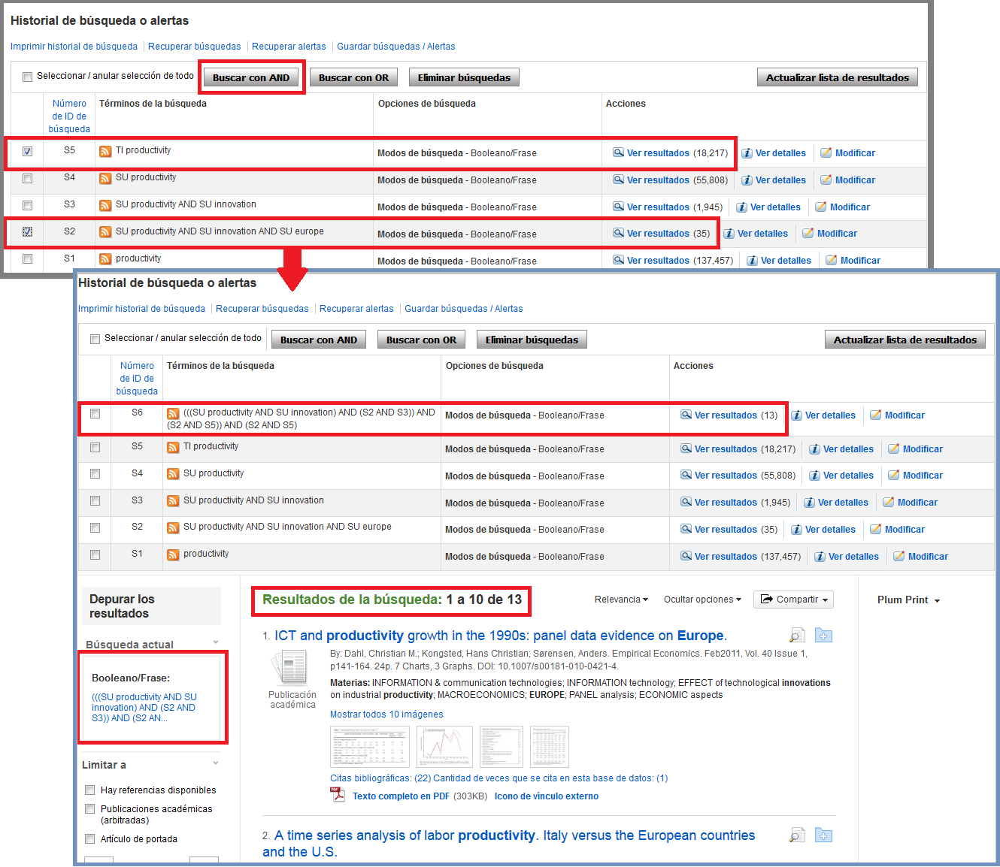 Historial de búsqueda o alertas
Imprimir historial de búsqueda Recuperar búsquedas Recuperar alertas Guardar búsquedas / Alertas
Seleccionar / anular selección de todo Buscar con AND Buscar con OR Eliminar búsquedas Actualizar lista de resultados
Número de ID de búsqueda Términos de la búsqueda Opciones de búsqueda Acciones
S5 TI productivity Modos de búsqueda - Booleano/Frase Ver resultados (18,217) Ver detalles Modificar
S4 SU productivity Modos de búsqueda - Booleano/Frase Ver resultados (55,808) Ver detalles Modificar
S3 SU productivity AND SU innovation Modos de búsqueda - Booleano/Frase Ver resultados (1,945) Ver detalles Modificar
S2 SU productivity AND SU innovation AND SU europe Modos de búsqueda - Booleano/Frase Ver resultados (35) Ver detalles Modificar
S1 productivity Modos de búsqueda - Booleano/Frase Ver resultados (137,457) Ver detalles Modificar
Historial de búsqueda o alertas
Imprimir historial de búsqueda Recuperar búsquedas Recuperar alertas Guardar búsquedas / Alertas
Seleccionar / anular selección de todo Buscar con AND Buscar con OR Eliminar búsquedas Actualizar lista de resultados
Número de ID de búsqueda Términos de la búsqueda Opciones de búsqueda Acciones
S6 (((SU productivity AND SU innovation) AND (S2 AND S3)) AND
(S2 AND S5)) AND (S2 AND S5) Modos de búsqueda - Booleano/Frase Ver resultados (13) Ver detalles Modificar
S5 TI productivity Modos de búsqueda - Booleano/Frase Ver resultados (18,217) Ver detalles Modificar
S4 SU productivity Modos de búsqueda - Booleano/Frase Ver resultados (55,808) Ver detalles Modificar
S3 SU productivity AND SU innovation Modos de búsqueda - Booleano/Frase Ver resultados (1,945) Ver detalles Modificar
S2 SU productivity AND SU innovation AND SU europe Modos de búsqueda - Booleano/Frase Ver resultados (35) Ver detalles Modificar
S1 productivity Modos de búsqueda - Booleano/Frase Ver resultados (137,457) Ver detalles Modificar
Depurar los
resultados
Búsqueda actual
Booleano/Frase:
(((SU productivity AND SU
innovation) AND (S2 AND
S3)) AND (S2 AN...
Limitar a
Hay referencias disponibles
Publicaciones académicas
(arbitradas)
Artículo de portada
Resultados de la búsqueda: 1 a 10 de 13 Relevancia Ocultar opciones Compartir
1. ICT and productivity growth in the 1990s: panel data evidence on Europe.
By: Dahl, Christian M.; Kongsted, Hans Christian; Sørensen, Anders. Empirical Economics. Feb2011, Vol. 40 Issue 1,
p141-164. 24p. 7 Charts, 3 Graphs. DOI: 10.1007/s00181-010-0421-4.
Publicación
académica
Materias: INFORMATION & communication technologies; INFORMATION technology; EFFECT of technological innovations
on industrial productivity; MACROECONOMICS; EUROPE; PANEL analysis; ECONOMIC aspects
Mostrar todos 10 imágenes
Citas bibliográficas: (22) Cantidad de veces que se cita en esta base de datos: (1)
PDF Texto completo en PDF (303KB) Icono de vínculo externo
2. A time series analysis of labor productivity. Italy versus the European countries
and the U.S.
Plum Print